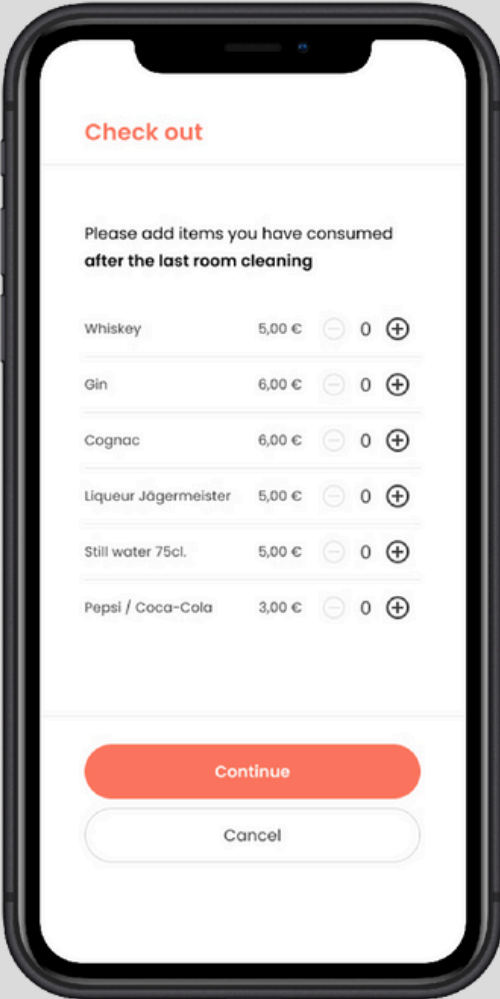 Check out
Please add items you have consumed
after the last room cleaning
Whiskey 5,00 € 0
Gin 6,00 € 0
Cognac 6,00 € 0
Liqueur Jägermeister 5,00 € 0
Still water 75cl. 5,00 € 0
Pepsi / Coca-Cola 3,00 € 0
Continue
Cancel